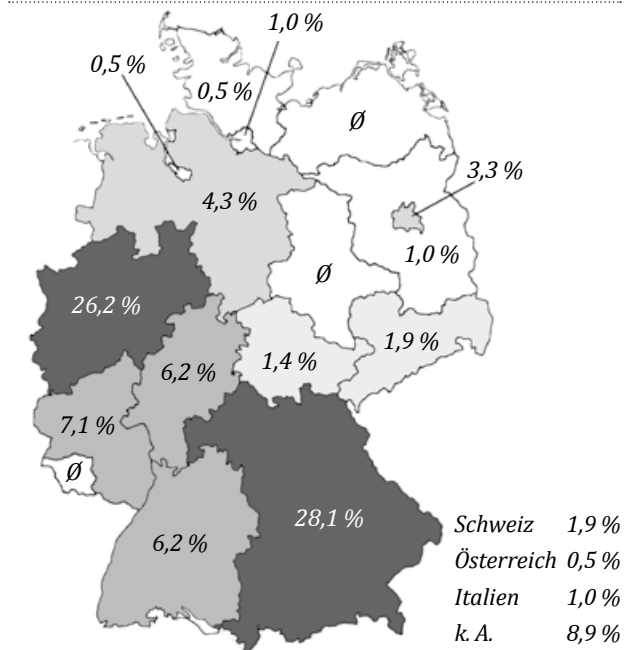 1,0 %
0,5 %
0,5 %
Ø
3,3 %
4,3 %
1,0 %
Ø
26,2 %
1,9 %
1,4 %
6,2 %
7,1 %
Ø
28,1 %
6,2 %
Schweiz 1,9 %
Österreich 0,5 %
Italien 1,0 %
k. A. 8,9 %